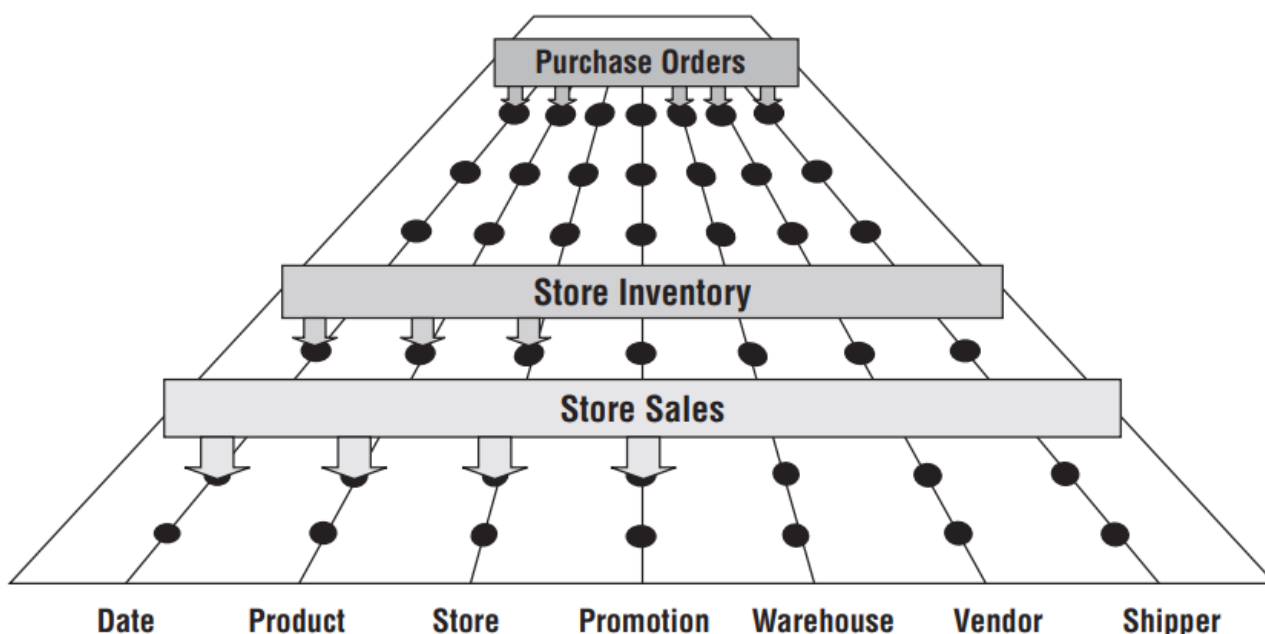 Purchase Orders
Store Inventory
Store Sales
Date Product Store Promotion Warehouse Vendor Shipper